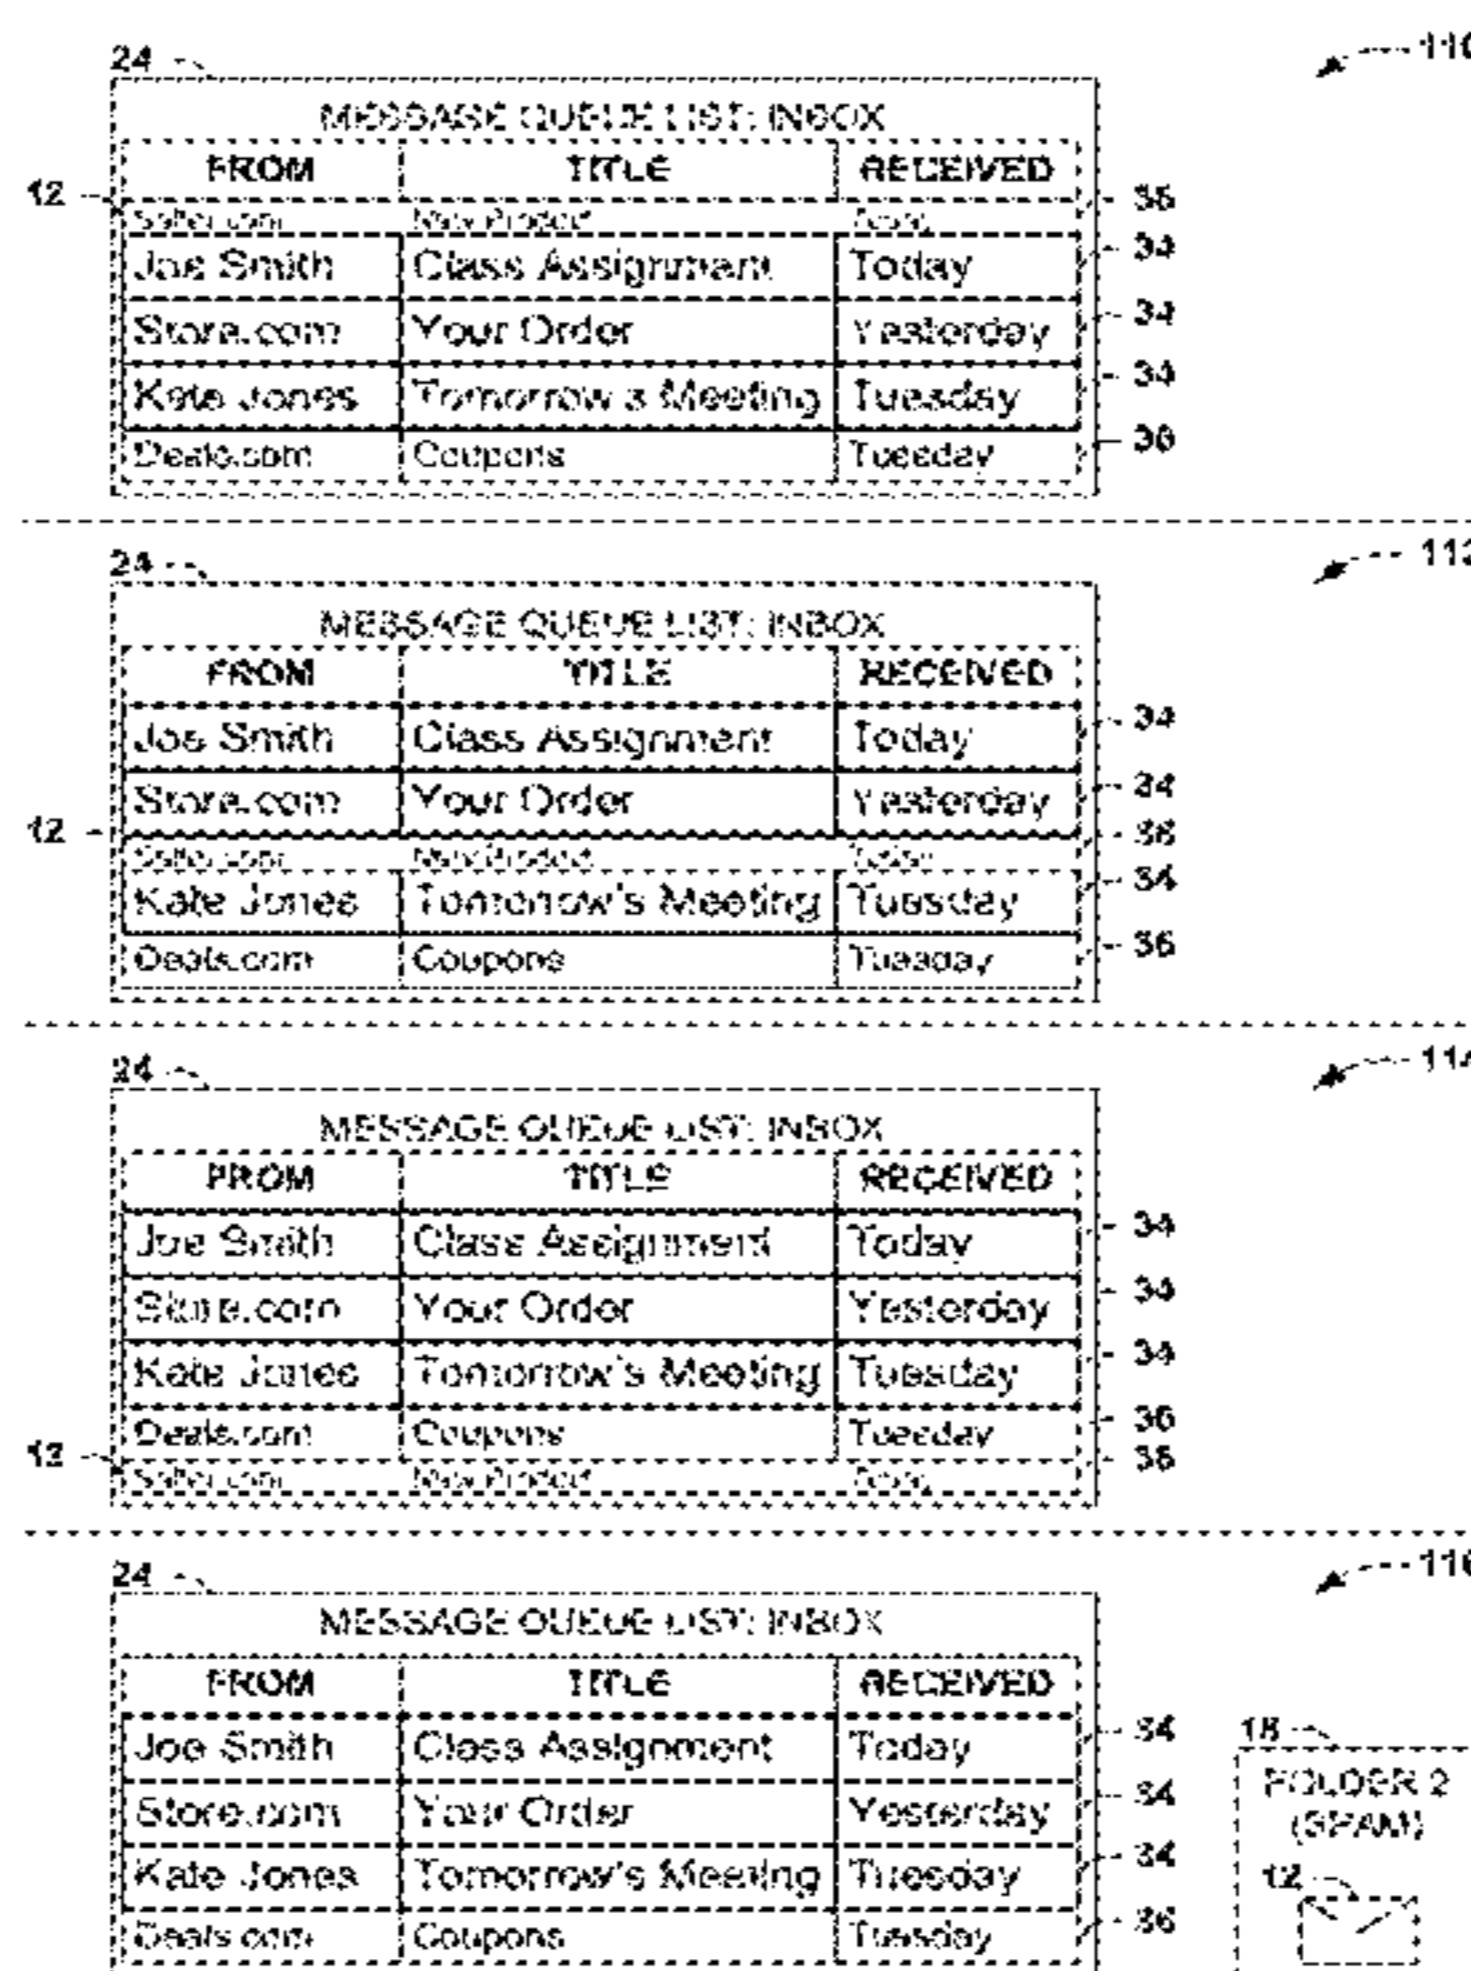 24 110
MESSAGE QUEUE LIST: INBOX
FROM TITLE RECEIVED
12 36
34
Joe Smith Class Assignment Today
34
Store.com Your Order Yesterday
34
Kate Jones Tomorrow's Meeting Tuesday
36
Deals.com Coupons Tuesday
24 112
MESSAGE QUEUE LIST: INBOX
FROM TITLE RECEIVED
34
Joe Smith Class Assignment Today
34
Store.com Your Order Yesterday
12 36
34
Kate Jones Tomorrow's Meeting Tuesday
36
Deals.com Coupons Tuesday
24 114
MESSAGE QUEUE LIST: INBOX
FROM TITLE RECEIVED
34
Joe Smith Class Assignment Today
34
Store.com Your Order Yesterday
34
Kate Jones Tomorrow's Meeting Tuesday
36
Deals.com Coupons Tuesday
12 36
24 116
MESSAGE QUEUE LIST: INBOX
FROM TITLE RECEIVED
34 18
Joe Smith Class Assignment Today
34 FOLDER 2
Store.com Your Order Yesterday (SPAM)
34 12
Kate Jones Tomorrow's Meeting Tuesday
36
Deals.com Coupons Tuesday